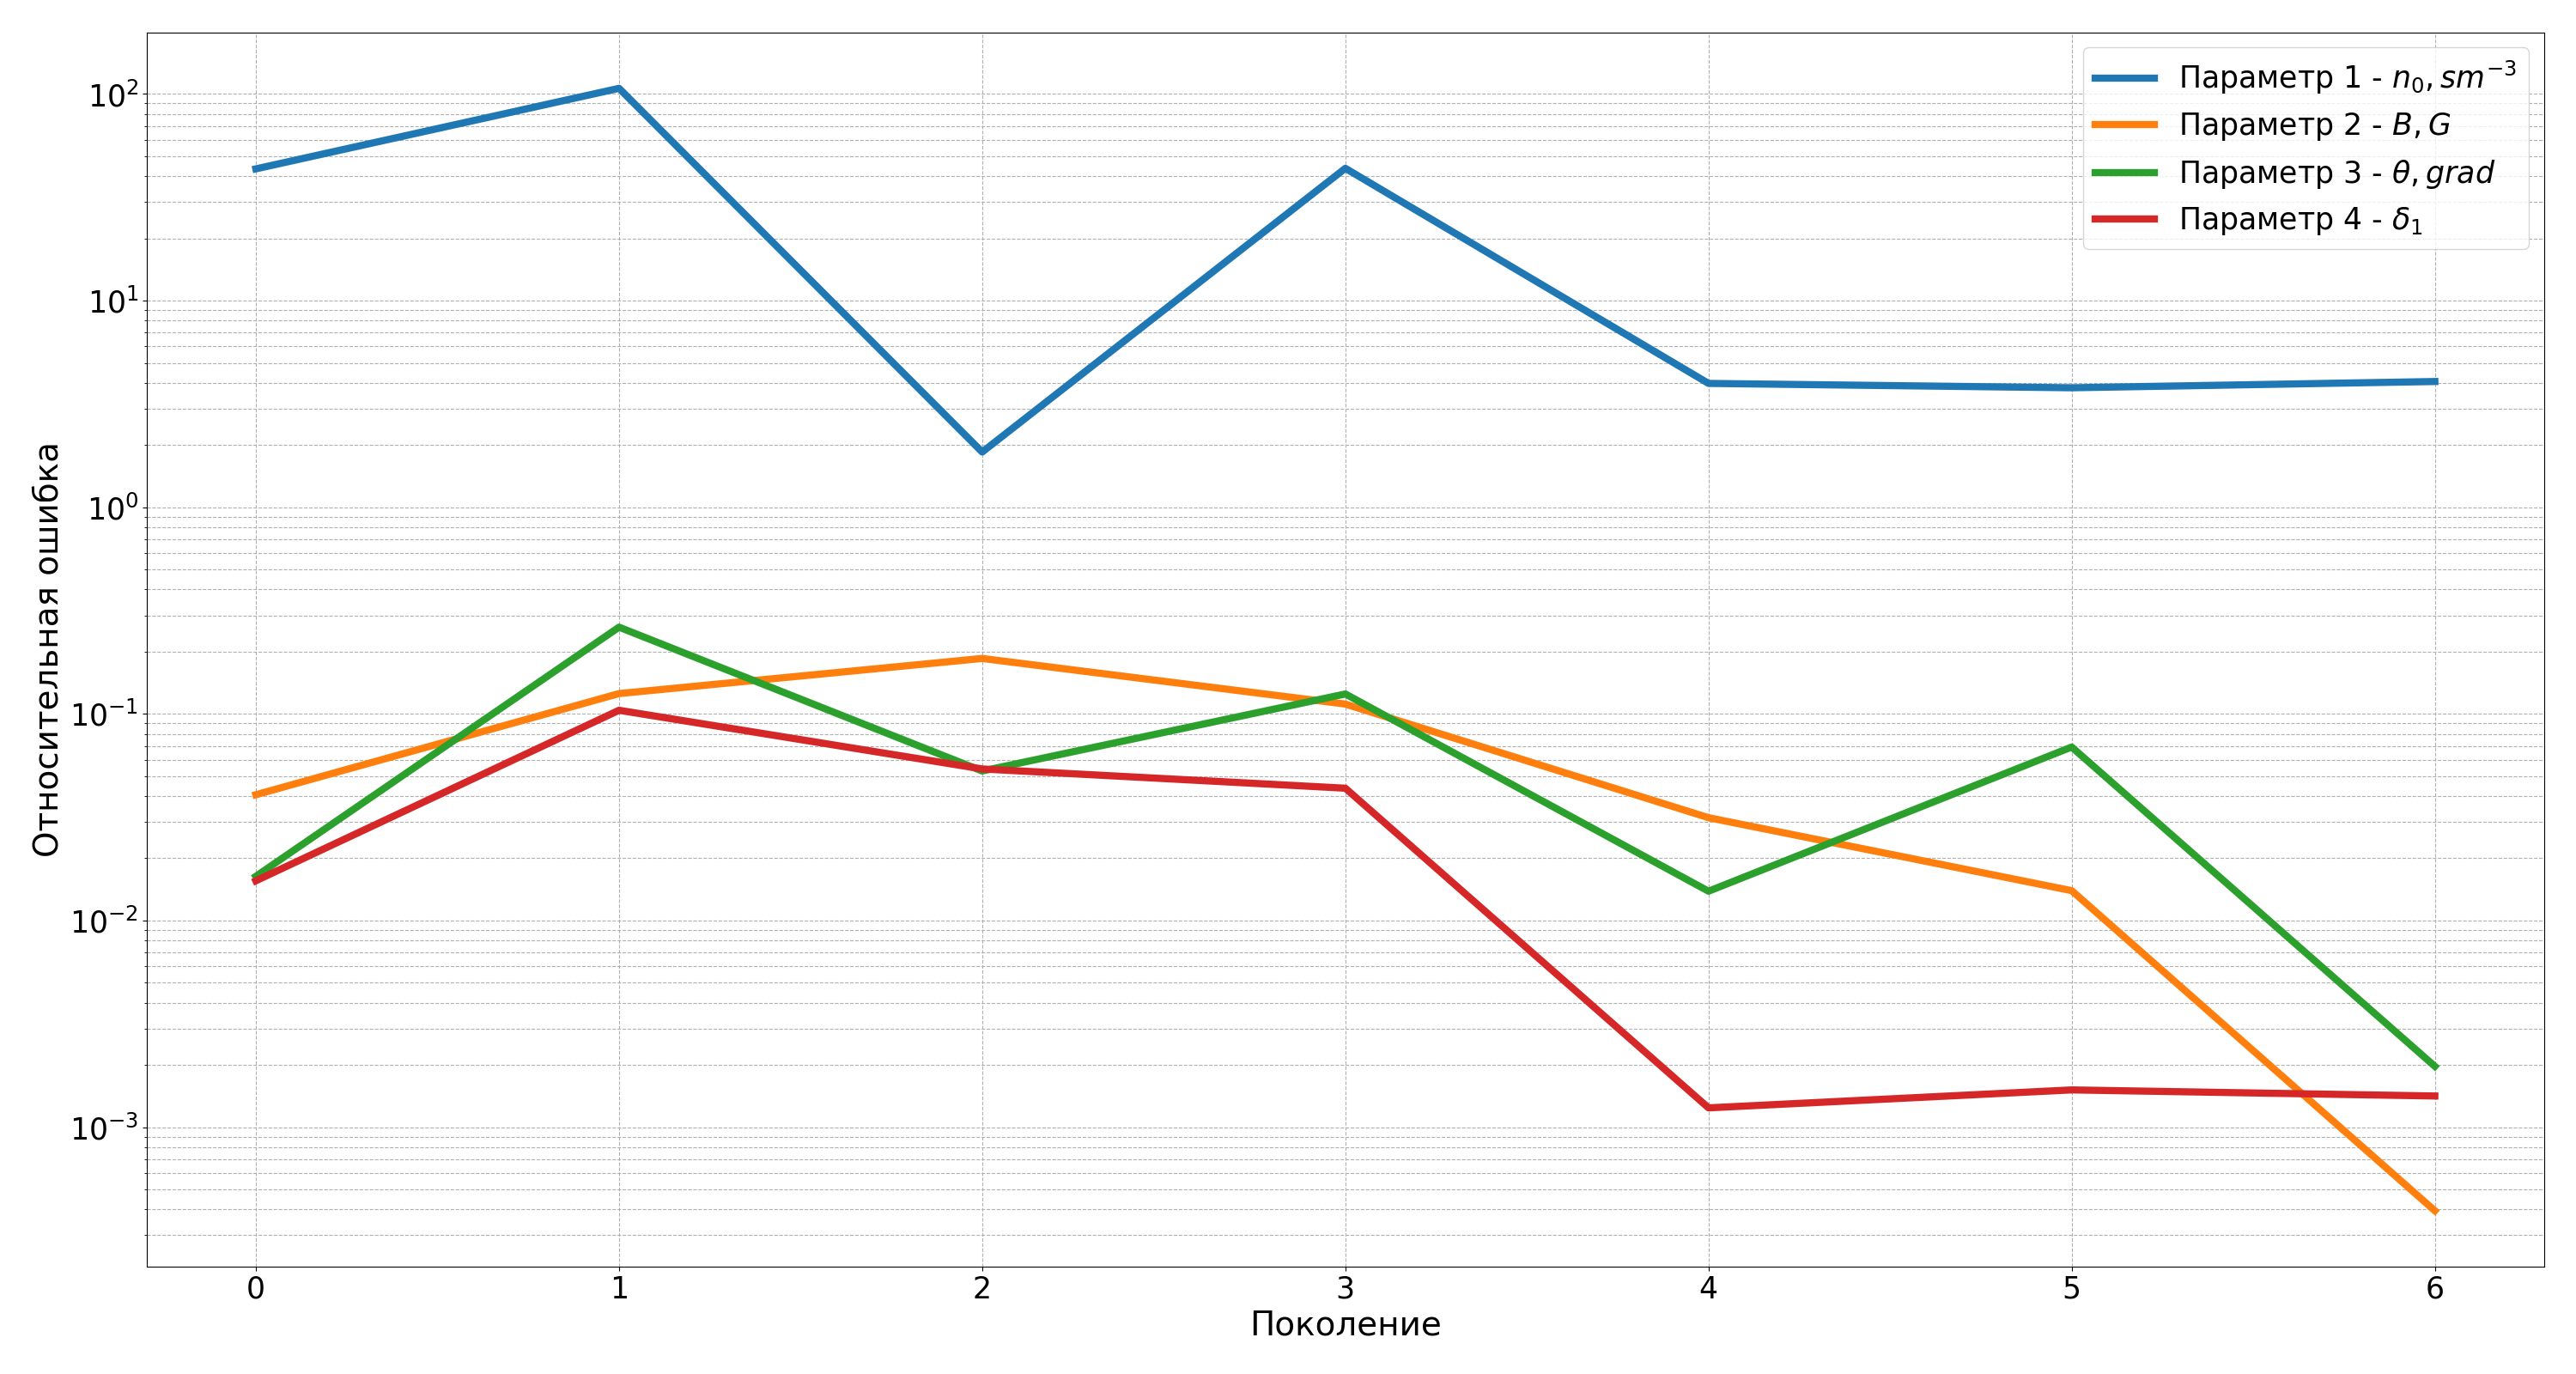 Относительная ошибка
10²
10¹
10⁰
10⁻¹
10⁻²
10⁻³
Параметр 1 - n₀, sm⁻³
Параметр 2 - B, G
Параметр 3 - θ, grad
Параметр 4 - δ₁
0 1 2 3 4 5 6
Поколение